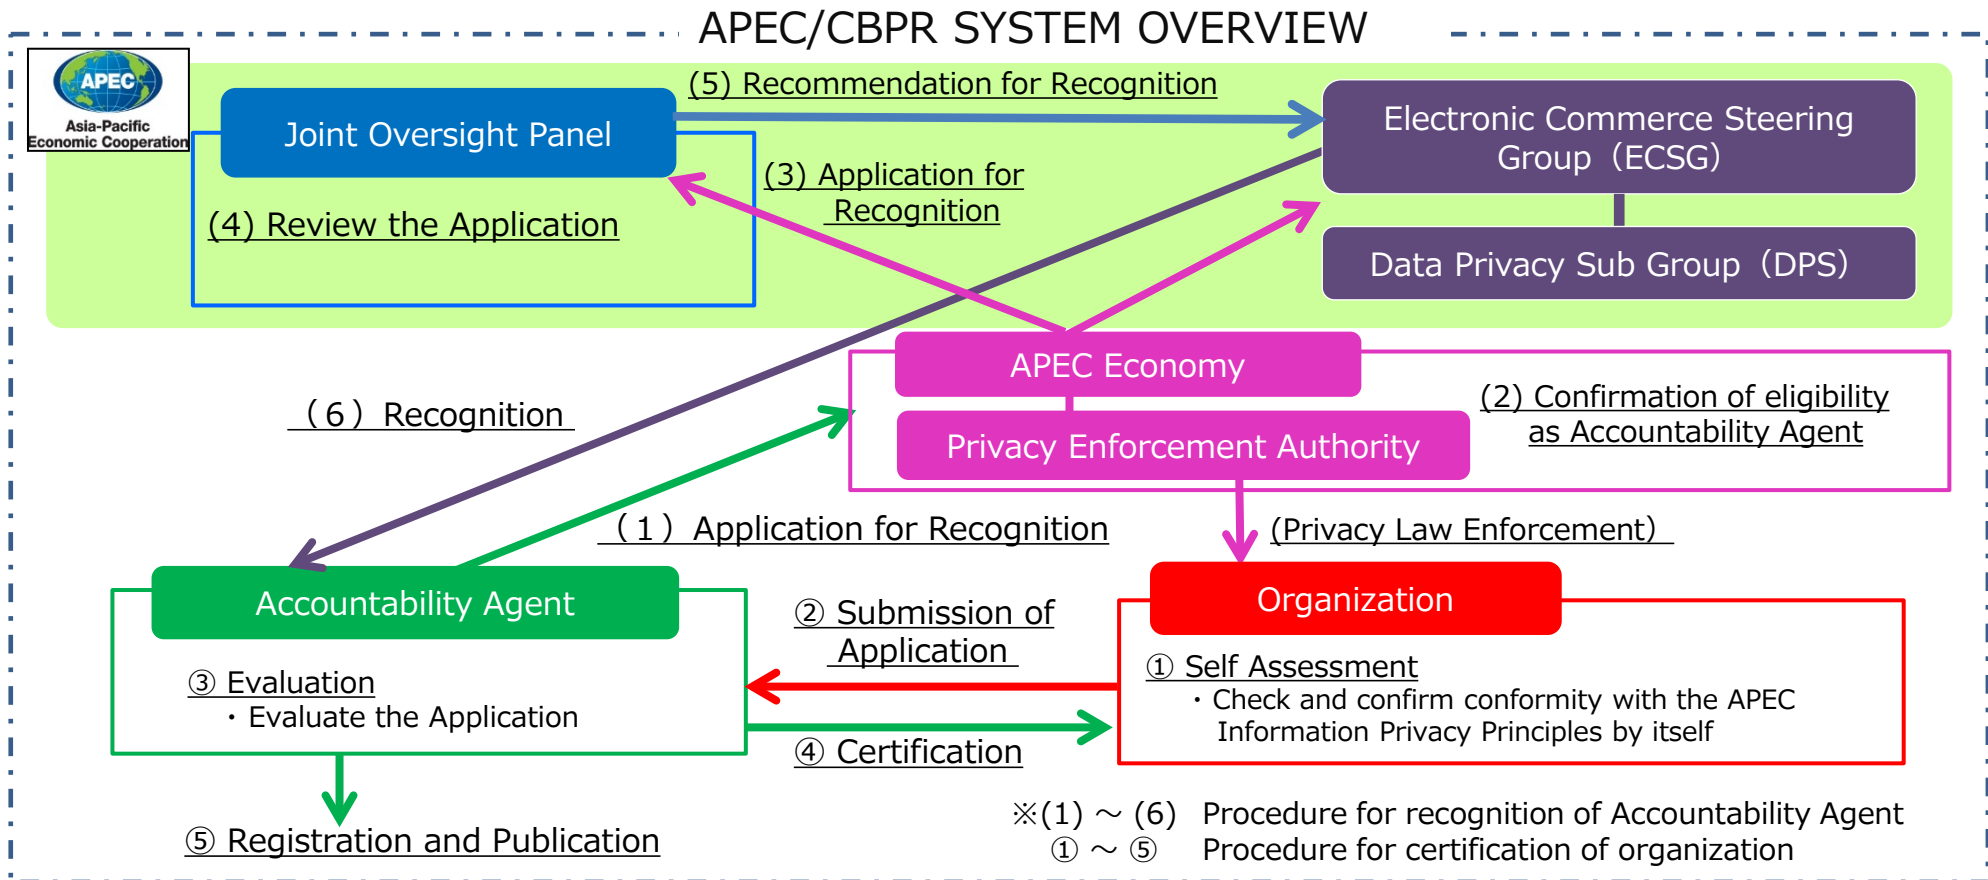 APEC/CBPR SYSTEM OVERVIEW
APEC
Asia-Pacific
Economic Cooperation
(5) Recommendation for Recognition
Joint Oversight Panel
Electronic Commerce Steering
Group（ECSG）
(3) Application for
Recognition
(4) Review the Application
Data Privacy Sub Group（DPS）
APEC Economy
（６）Recognition
(2) Confirmation of eligibility
as Accountability Agent
Privacy Enforcement Authority
（１）Application for Recognition
(Privacy Law Enforcement）
Accountability Agent
Organization
② Submission of
Application
① Self Assessment
・Check and confirm conformity with the APEC
Information Privacy Principles by itself
③ Evaluation
・Evaluate the Application
④ Certification
⑤ Registration and Publication
※(1) ～ (6) Procedure for recognition of Accountability Agent
① ～ ⑤ Procedure for certification of organization